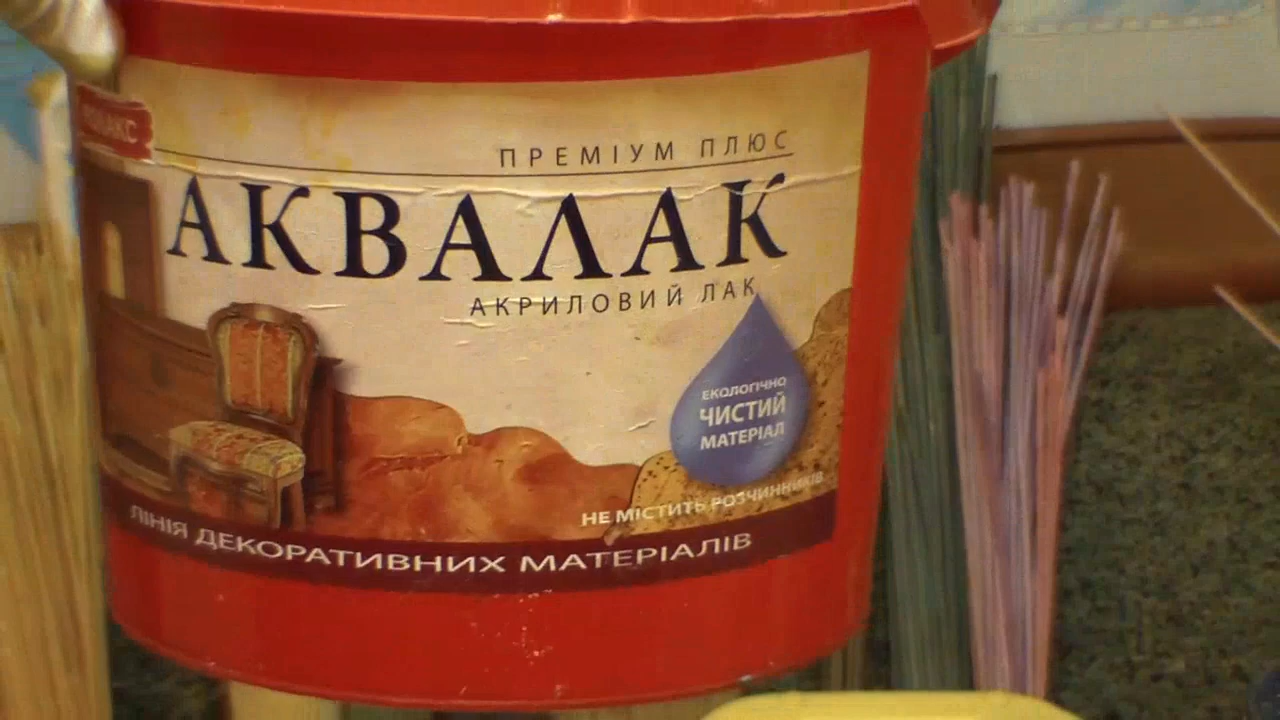 ПРЕМІУМ ПЛЮС
АКВАЛАК
АКРИЛОВИЙ ЛАК
ЕКОЛОГІЧНО
ЧИСТИЙ
МАТЕРІАЛ
НЕ МІСТИТЬ РОЗЧИННИКІВ
ЛІНІЯ ДЕКОРАТИВНИХ МАТЕРІАЛІВ